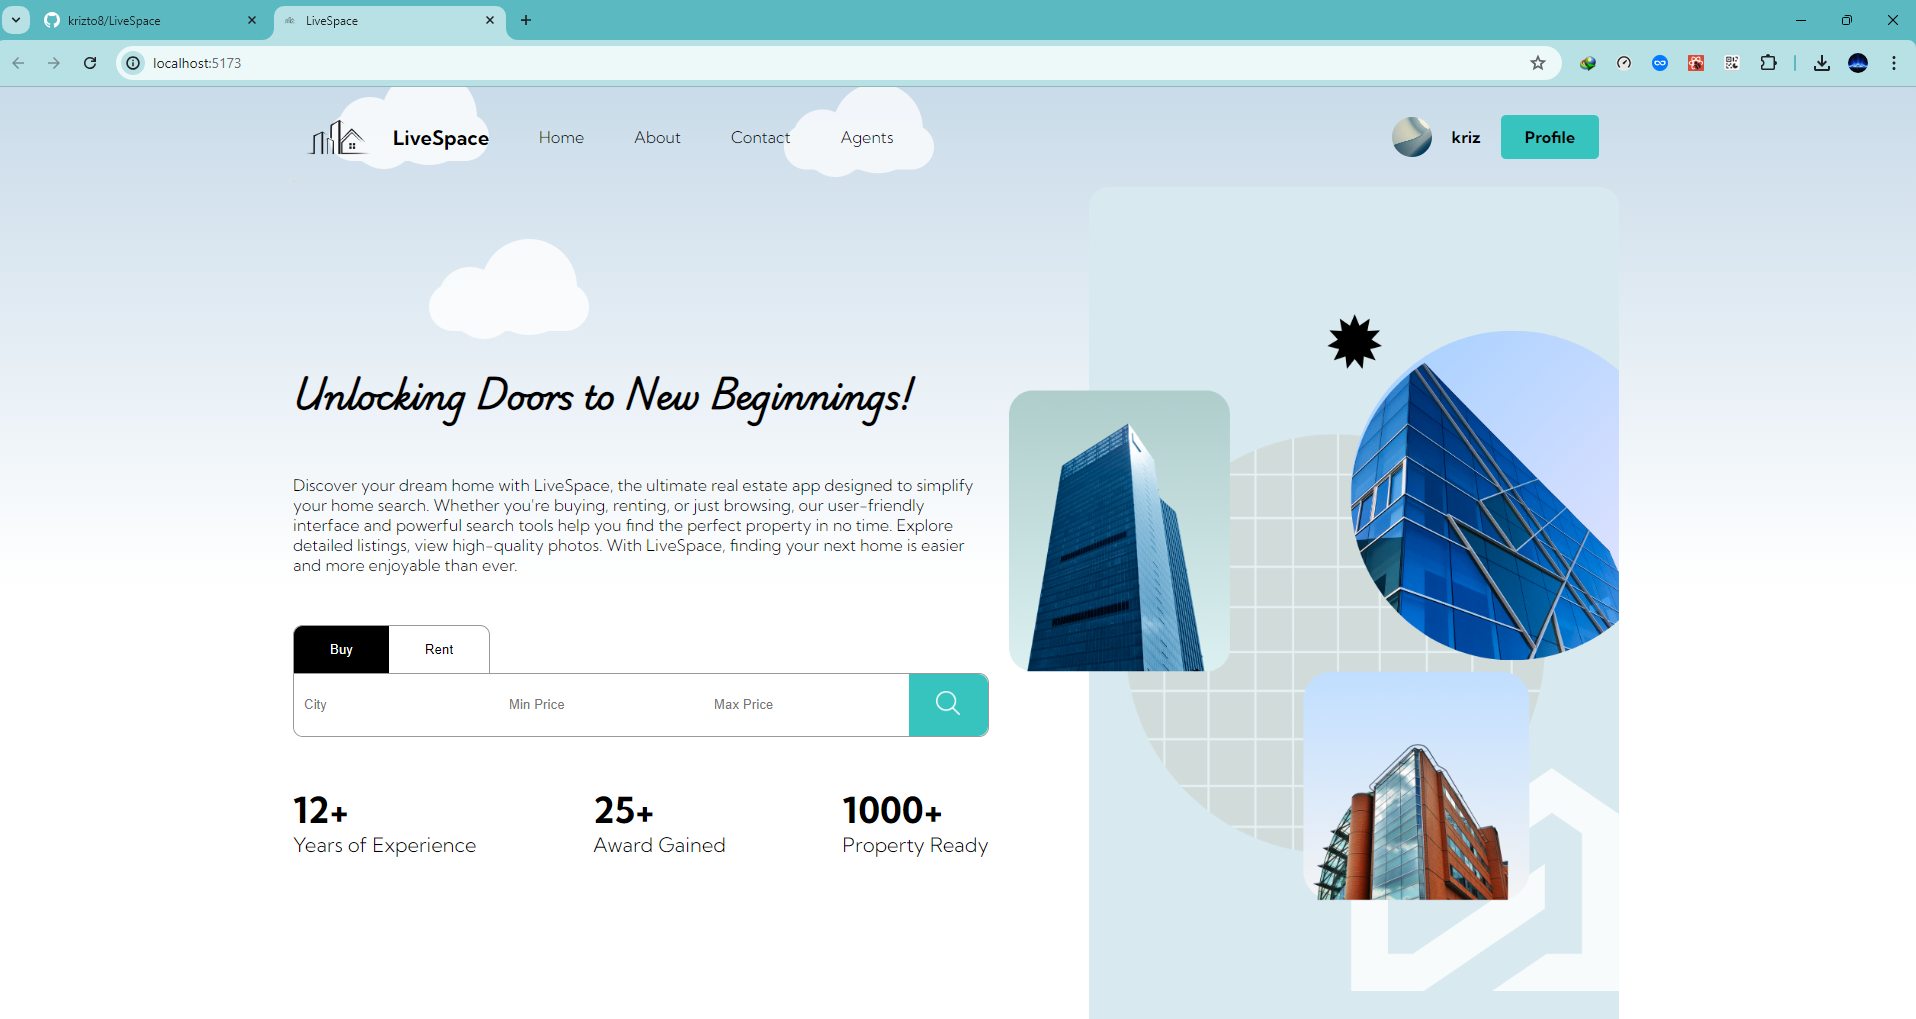 krizto8/LiveSpace
LiveSpace
localhost:5173
LiveSpace
Home
About
Contact
Agents
kriz
Profile
Unlocking Doors to New Beginnings!
Discover your dream home with LiveSpace, the ultimate real estate app designed to simplify
your home search. Whether you're buying, renting, or just browsing, our user-friendly
interface and powerful search tools help you find the perfect property in no time. Explore
detailed listings, view high-quality photos. With LiveSpace, finding your next home is easier
and more enjoyable than ever.
Buy
Rent
City
Min Price
Max Price
12+
Years of Experience
25+
Award Gained
1000+
Property Ready